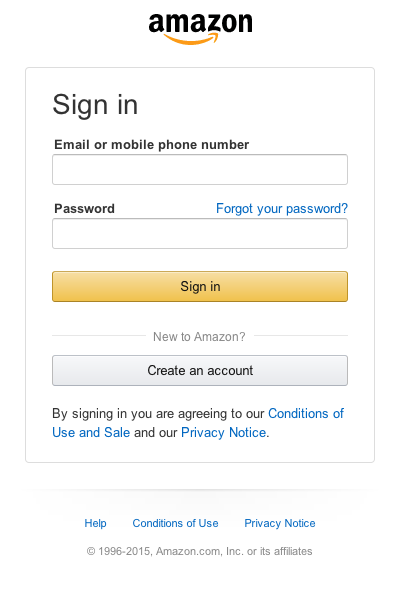 amazon
Sign in
Email or mobile phone number
Password Forgot your password?
Sign in
New to Amazon?
Create an account
By signing in you are agreeing to our Conditions of
Use and Sale and our Privacy Notice.
Help Conditions of Use Privacy Notice
© 1996-2015, Amazon.com, Inc. or its affiliates